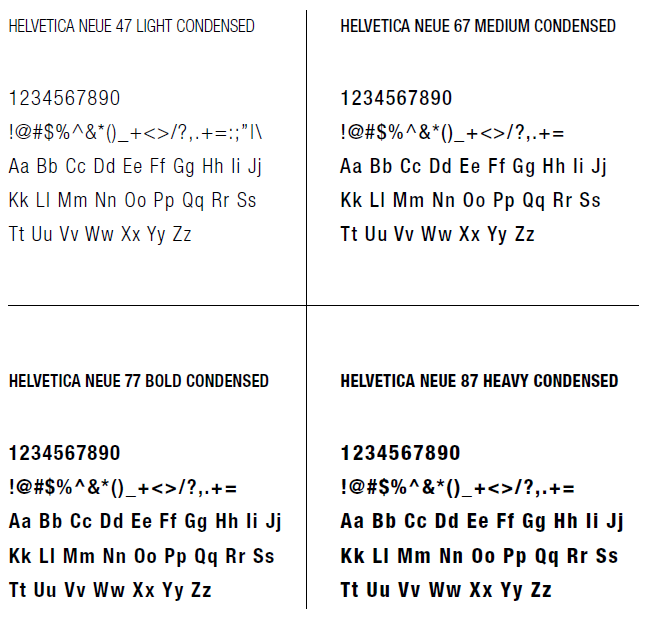 HELVETICA NEUE 47 LIGHT CONDENSED
1234567890
!@#$%^&*()_+<>/?,.+=:;”|\
Aa Bb Cc Dd Ee Ff Gg Hh Ii Jj
Kk Ll Mm Nn Oo Pp Qq Rr Ss
Tt Uu Vv Ww Xx Yy Zz
HELVETICA NEUE 67 MEDIUM CONDENSED
1234567890
!@#$%^&*()_+<>/?,.+=
Aa Bb Cc Dd Ee Ff Gg Hh Ii Jj
Kk Ll Mm Nn Oo Pp Qq Rr Ss
Tt Uu Vv Ww Xx Yy Zz
HELVETICA NEUE 77 BOLD CONDENSED
1234567890
!@#$%^&*()_+<>/?,.+=
Aa Bb Cc Dd Ee Ff Gg Hh Ii Jj
Kk Ll Mm Nn Oo Pp Qq Rr Ss
Tt Uu Vv Ww Xx Yy Zz
HELVETICA NEUE 87 HEAVY CONDENSED
1234567890
!@#$%^&*()_+<>/?,.+=
Aa Bb Cc Dd Ee Ff Gg Hh Ii Jj
Kk Ll Mm Nn Oo Pp Qq Rr Ss
Tt Uu Vv Ww Xx Yy Zz